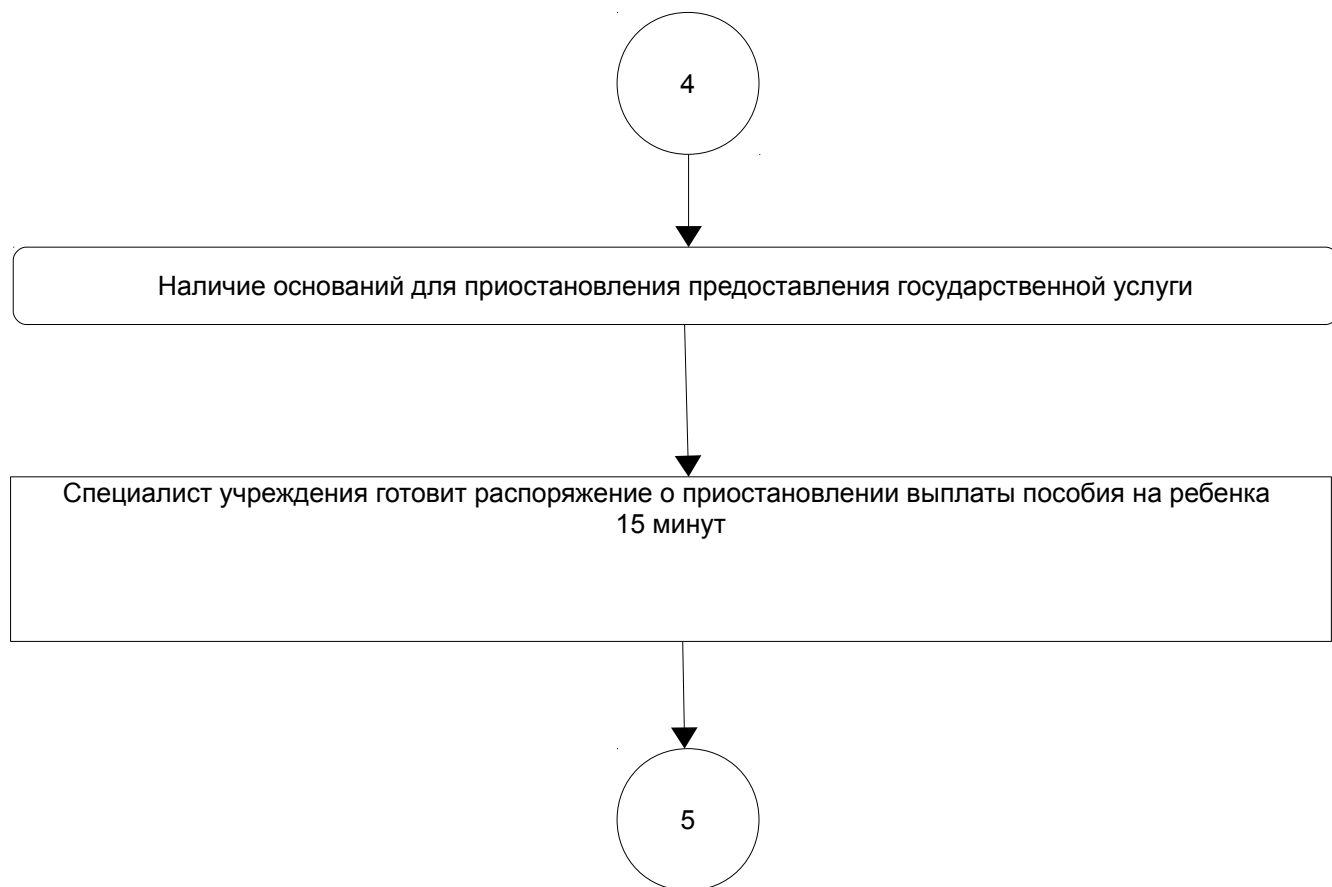 4
Наличие оснований для приостановления предоставления государственной услуги
Специалист учреждения готовит распоряжение о приостановлении выплаты пособия на ребенка
15 минут
5